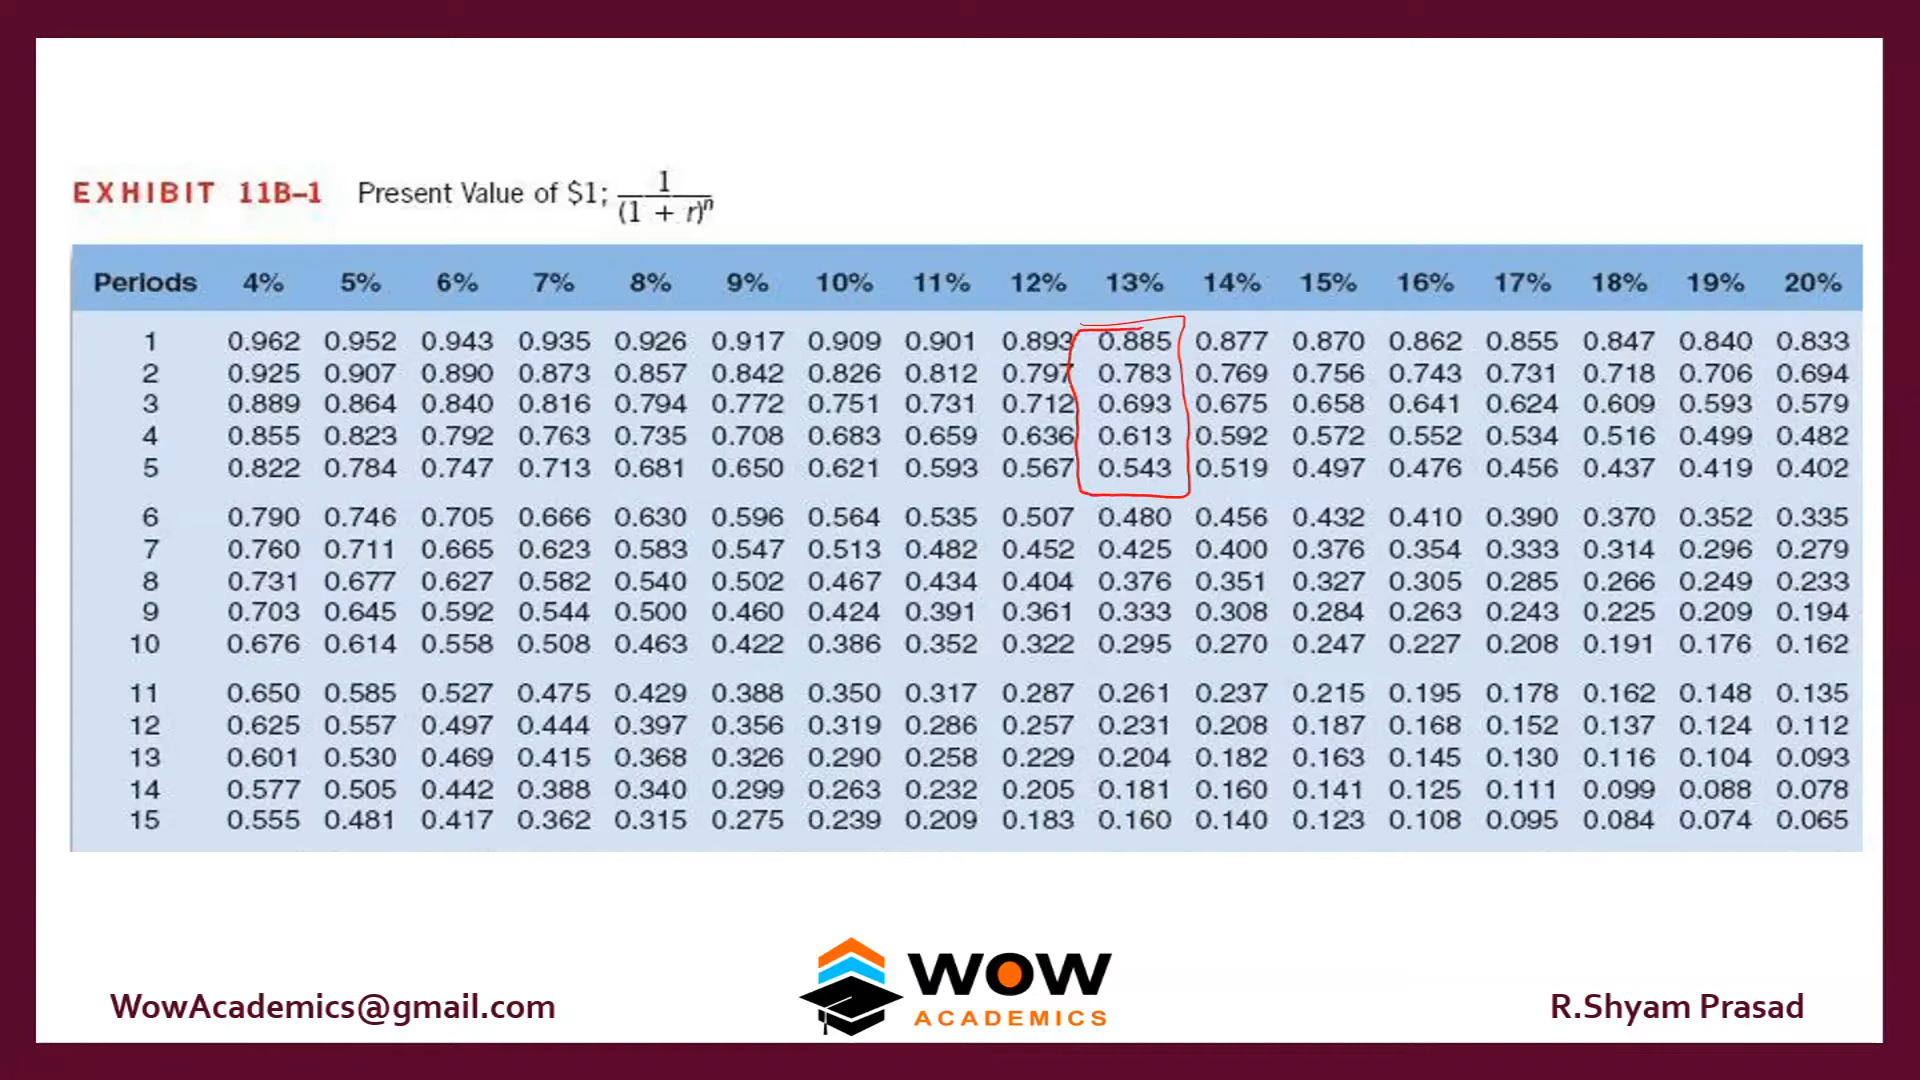 EXHIBIT 11B–1 Present Value of $1; 1/(1 + r)ⁿ
Periods 4% 5% 6% 7% 8% 9% 10% 11% 12% 13% 14% 15% 16% 17% 18% 19% 20%
1 0.962 0.952 0.943 0.935 0.926 0.917 0.909 0.901 0.893 0.885 0.877 0.870 0.862 0.855 0.847 0.840 0.833
2 0.925 0.907 0.890 0.873 0.857 0.842 0.826 0.812 0.797 0.783 0.769 0.756 0.743 0.731 0.718 0.706 0.694
3 0.889 0.864 0.840 0.816 0.794 0.772 0.751 0.731 0.712 0.693 0.675 0.658 0.641 0.624 0.609 0.593 0.579
4 0.855 0.823 0.792 0.763 0.735 0.708 0.683 0.659 0.636 0.613 0.592 0.572 0.552 0.534 0.516 0.499 0.482
5 0.822 0.784 0.747 0.713 0.681 0.650 0.621 0.593 0.567 0.543 0.519 0.497 0.476 0.456 0.437 0.419 0.402
6 0.790 0.746 0.705 0.666 0.630 0.596 0.564 0.535 0.507 0.480 0.456 0.432 0.410 0.390 0.370 0.352 0.335
7 0.760 0.711 0.665 0.623 0.583 0.547 0.513 0.482 0.452 0.425 0.400 0.376 0.354 0.333 0.314 0.296 0.279
8 0.731 0.677 0.627 0.582 0.540 0.502 0.467 0.434 0.404 0.376 0.351 0.327 0.305 0.285 0.266 0.249 0.233
9 0.703 0.645 0.592 0.544 0.500 0.460 0.424 0.391 0.361 0.333 0.308 0.284 0.263 0.243 0.225 0.209 0.194
10 0.676 0.614 0.558 0.508 0.463 0.422 0.386 0.352 0.322 0.295 0.270 0.247 0.227 0.208 0.191 0.176 0.162
11 0.650 0.585 0.527 0.475 0.429 0.388 0.350 0.317 0.287 0.261 0.237 0.215 0.195 0.178 0.162 0.148 0.135
12 0.625 0.557 0.497 0.444 0.397 0.356 0.319 0.286 0.257 0.231 0.208 0.187 0.168 0.152 0.137 0.124 0.112
13 0.601 0.530 0.469 0.415 0.368 0.326 0.290 0.258 0.229 0.204 0.182 0.163 0.145 0.130 0.116 0.104 0.093
14 0.577 0.505 0.442 0.388 0.340 0.299 0.263 0.232 0.205 0.181 0.160 0.141 0.125 0.111 0.099 0.088 0.078
15 0.555 0.481 0.417 0.362 0.315 0.275 0.239 0.209 0.183 0.160 0.140 0.123 0.108 0.095 0.084 0.074 0.065
WOW
ACADEMICS
WowAcademics@gmail.com
R.Shyam Prasad